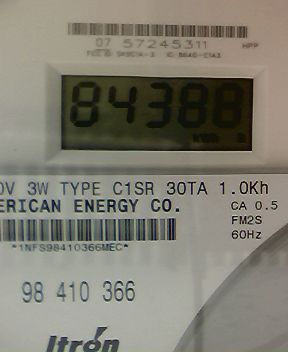 07 57245311 HPP
84388
0V 3W TYPE C1SR 30TA 1.0Kh
ERICAN ENERGY CO. CA 0.5
FM2S
60Hz
*1NFS98410366MEC*
98 410 366
Itron